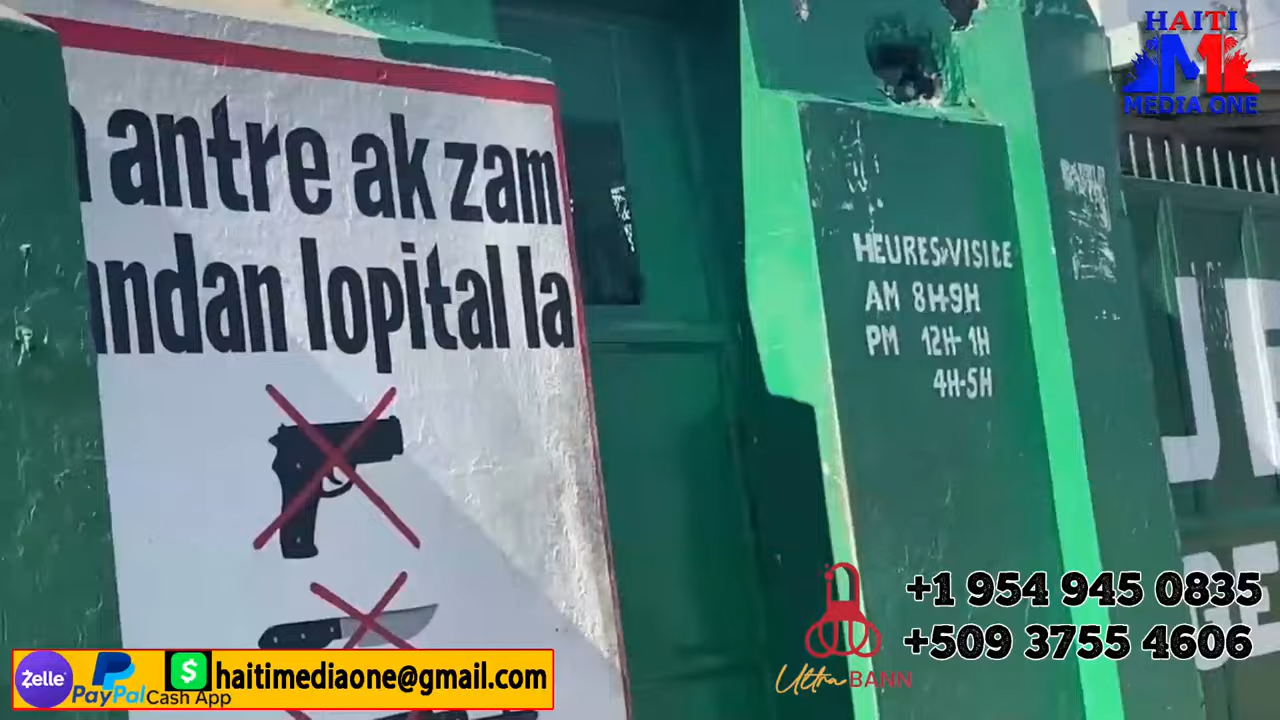 HAITI
M
MEDIA ONE
antre ak zam
andan lopital la
HEURES VISITE
AM 8H-9H
PM 12H-1H
4H-5H
+1 954 945 0835
+509 3755 4606
Ultra BANN
Zelle
PayPal
$
Cash App
haitimediaone@gmail.com